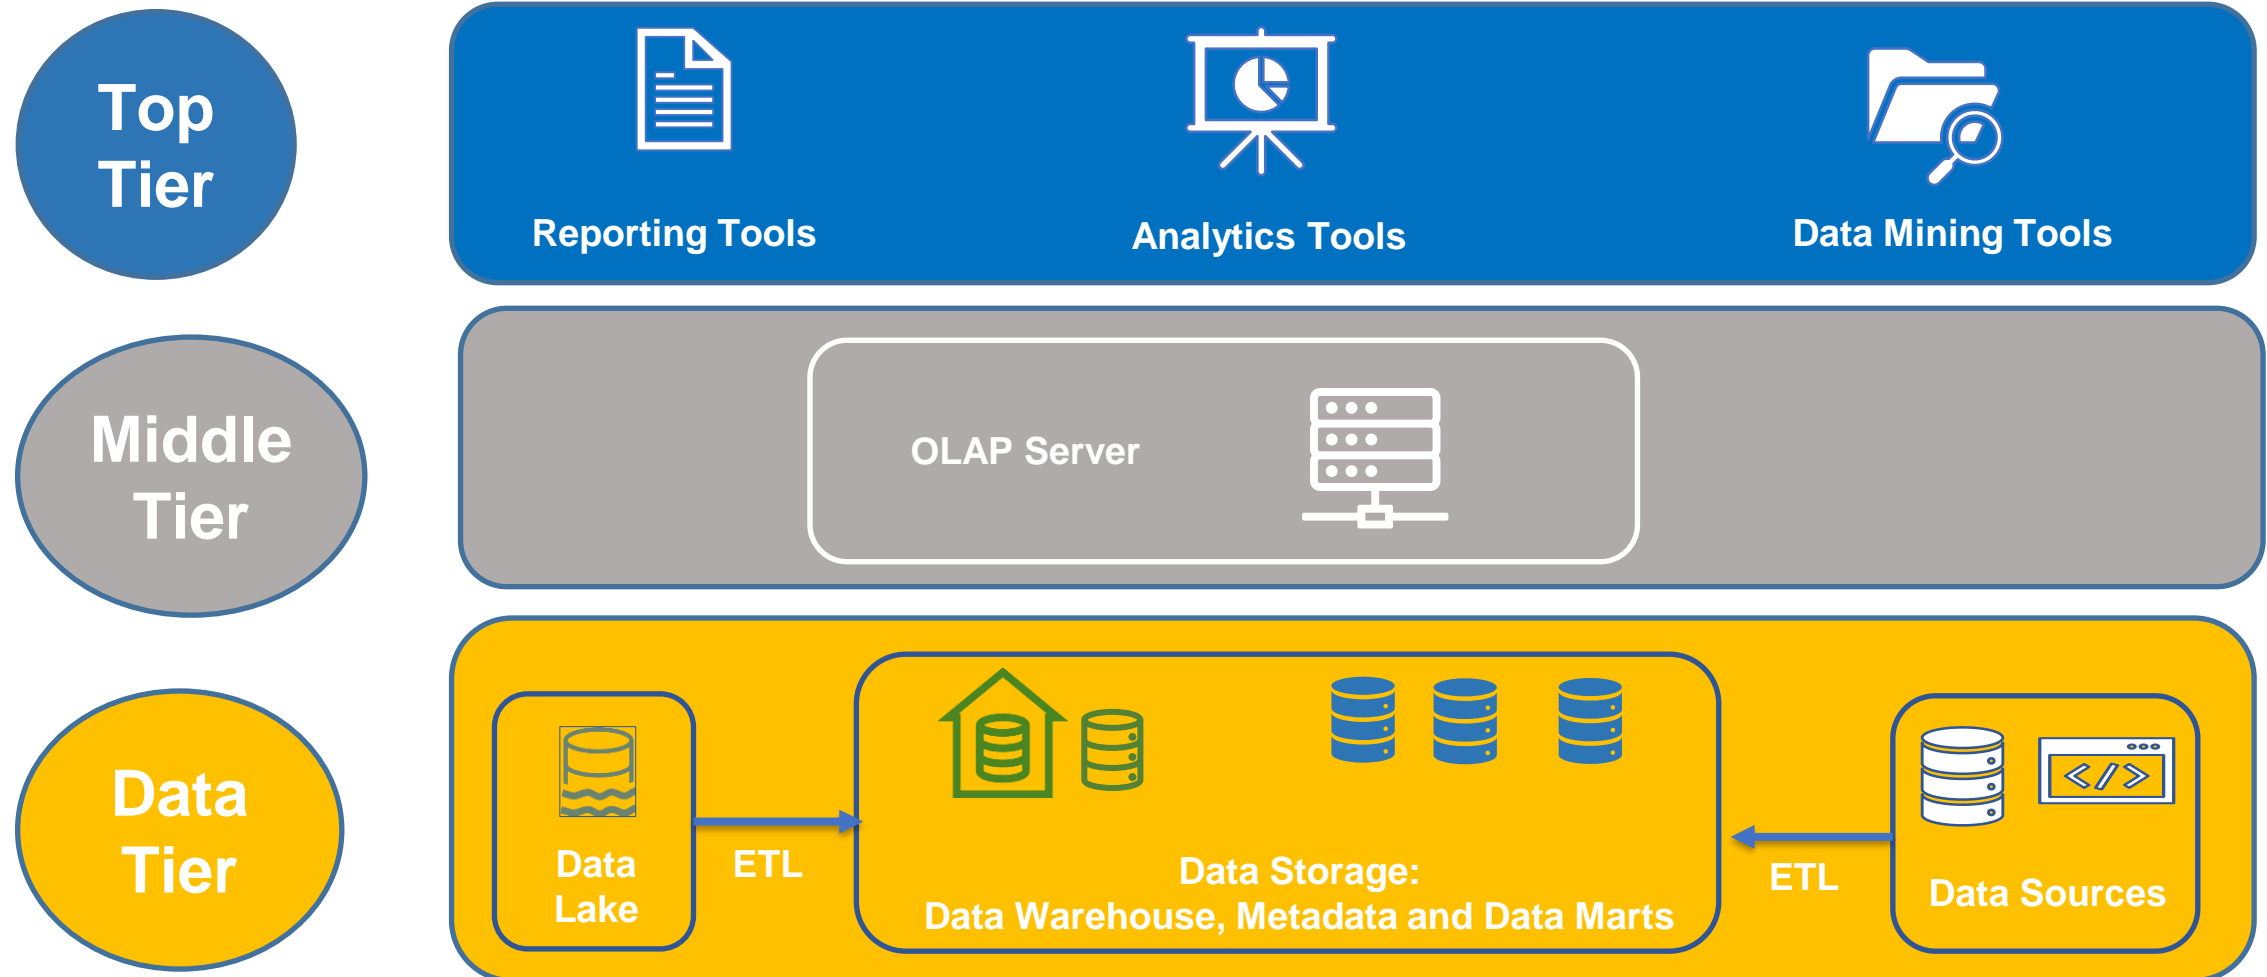 Top
Tier
Reporting Tools
Analytics Tools
Data Mining Tools
Middle
Tier
OLAP Server
Data
Tier
Data
Lake
ETL
Data Storage:
Data Warehouse, Metadata and Data Marts
ETL
Data Sources
</>